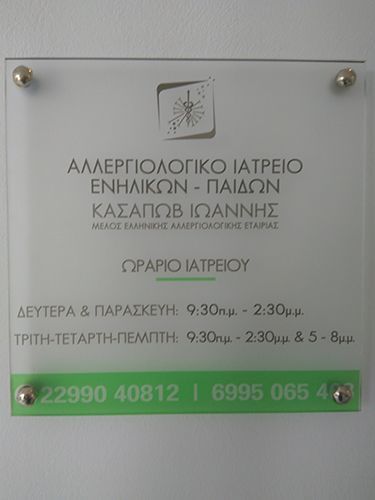 ΑΛΛΕΡΓΙΟΛΟΓΙΚΟ ΙΑΤΡΕΙΟ
ΕΝΗΛΙΚΩΝ - ΠΑΙΔΩΝ
ΚΑΣΑΠΩΒ ΙΩΑΝΝΗΣ
ΜΕΛΟΣ ΕΛΛΗΝΙΚΗΣ ΑΛΛΕΡΓΙΟΛΟΓΙΚΗΣ ΕΤΑΙΡΙΑΣ
ΩΡΑΡΙΟ ΙΑΤΡΕΙΟΥ
ΔΕΥΤΕΡΑ & ΠΑΡΑΣΚΕΥΗ: 9:30π.μ. - 2:30μ.μ.
ΤΡΙΤΗ-ΤΕΤΑΡΤΗ-ΠΕΜΠΤΗ: 9:30π.μ. - 2:30μ.μ. & 5 - 8μ.μ.
22990 40812 | 6995 065